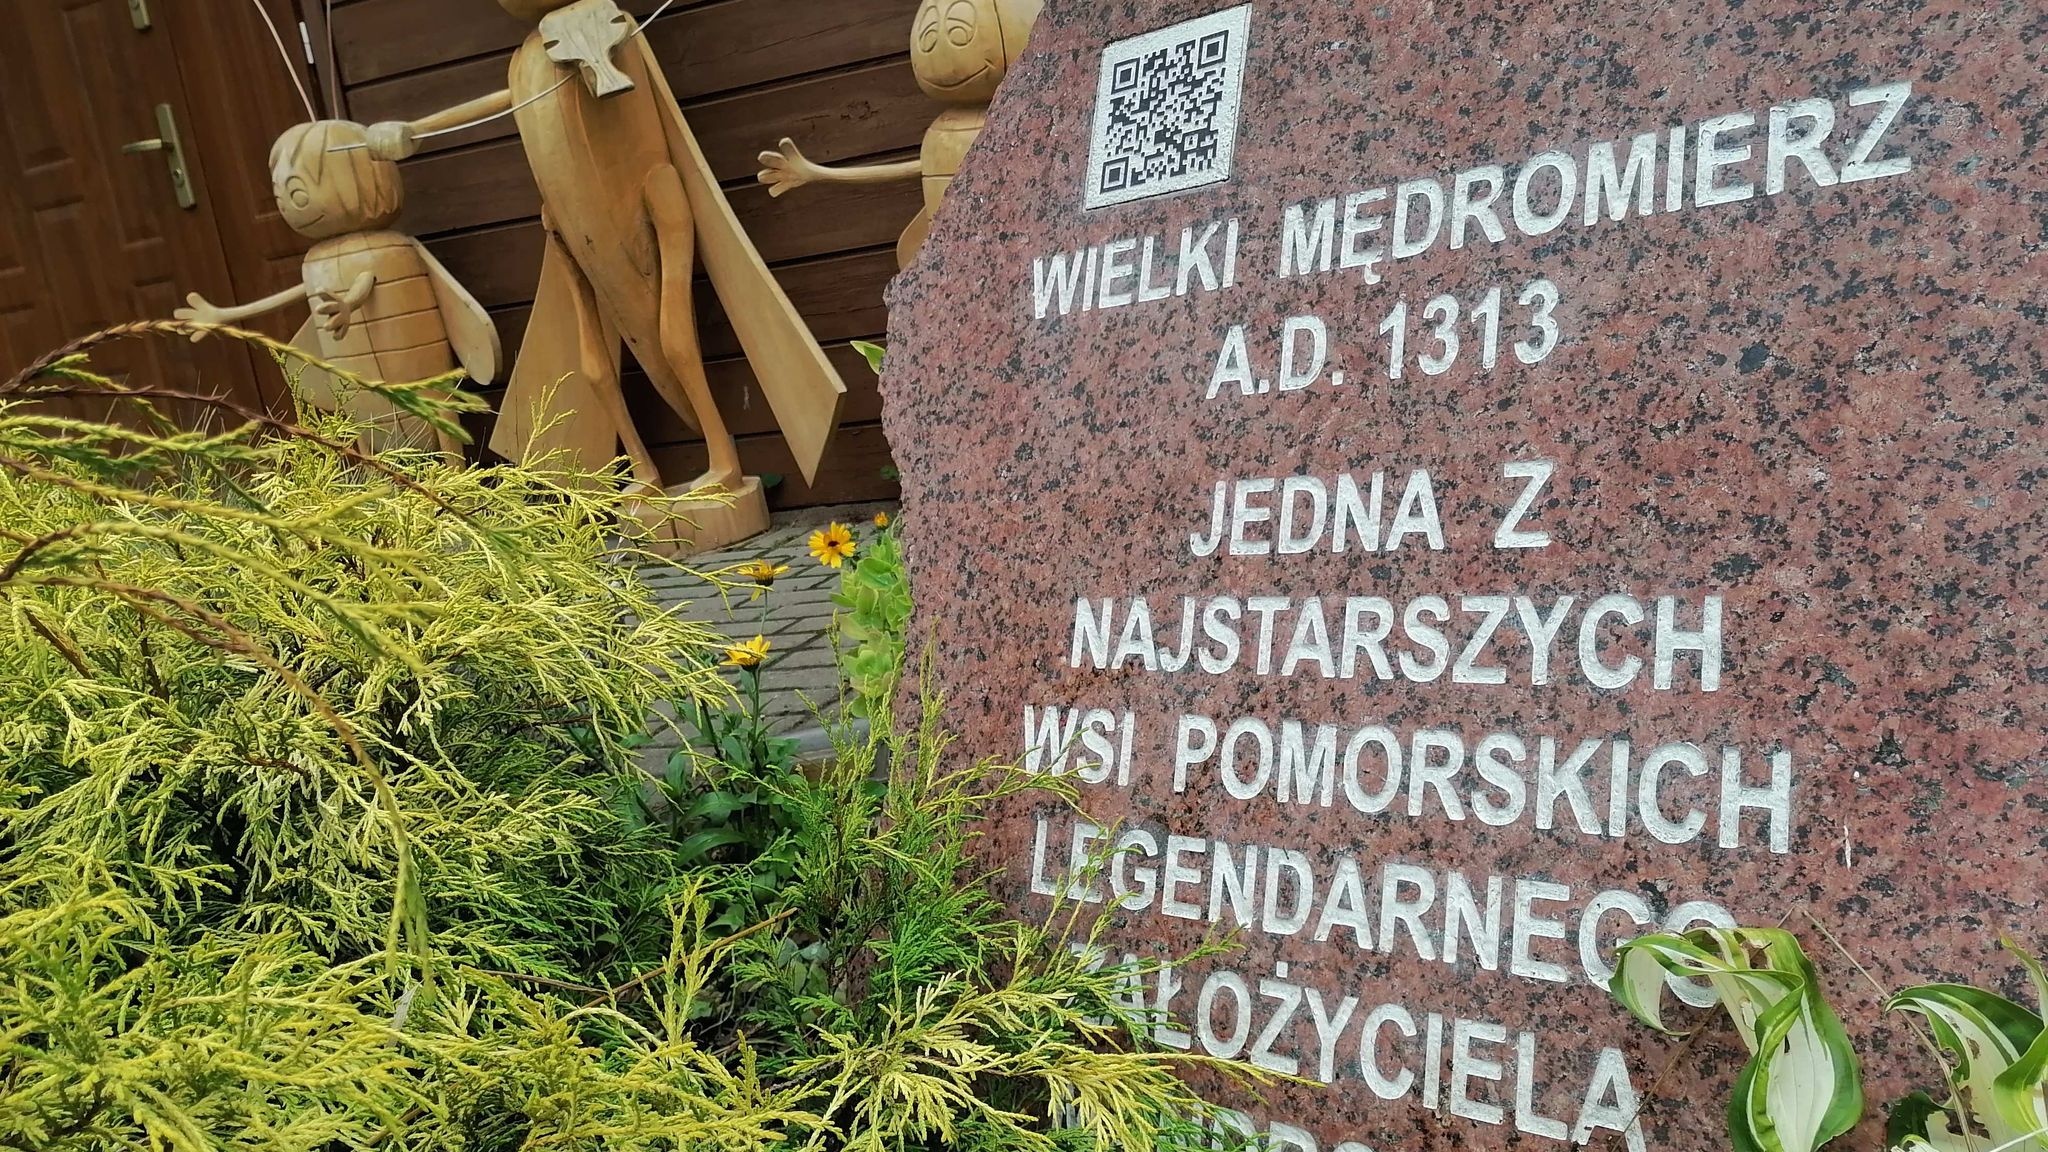 WIELKI MĘDROMIERZ
A.D. 1313
JEDNA Z
NAJSTARSZYCH
WSI POMORSKICH
LEGENDARNEGO
ZAŁOŻYCIELA